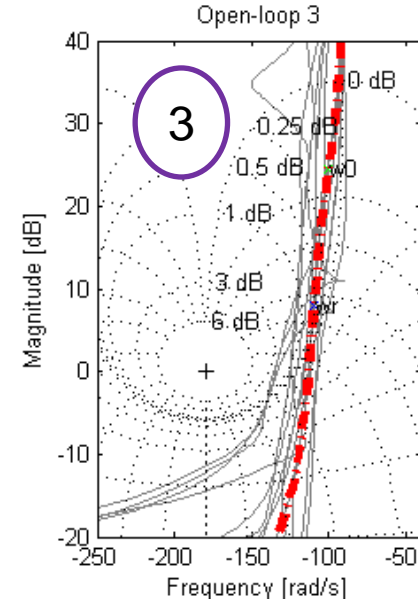 Open-loop 3
40
30
20
10
0
-10
-20
Magnitude [dB]
3
0 dB
0.25 dB
0.5 dB
w0
1 dB
3 dB
wr
6 dB
-250
-200
-150
-100
-50
Frequency [rad/s]